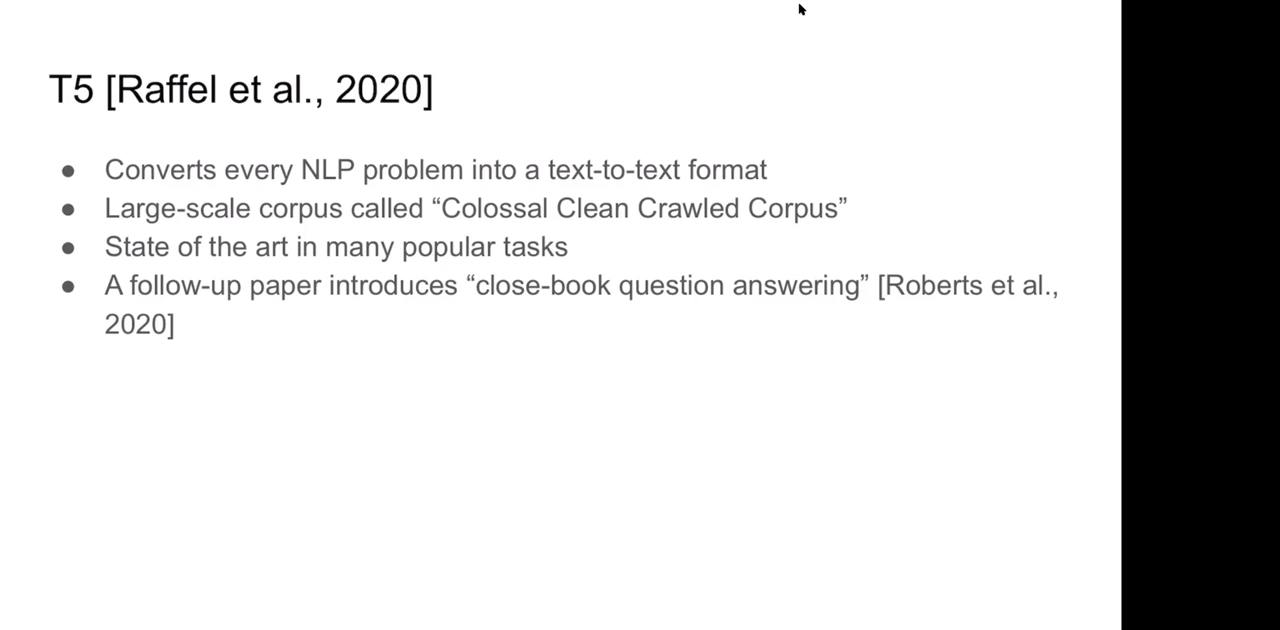 T5 [Raffel et al., 2020]
● Converts every NLP problem into a text-to-text format
● Large-scale corpus called “Colossal Clean Crawled Corpus”
● State of the art in many popular tasks
● A follow-up paper introduces “close-book question answering” [Roberts et al.,
2020]